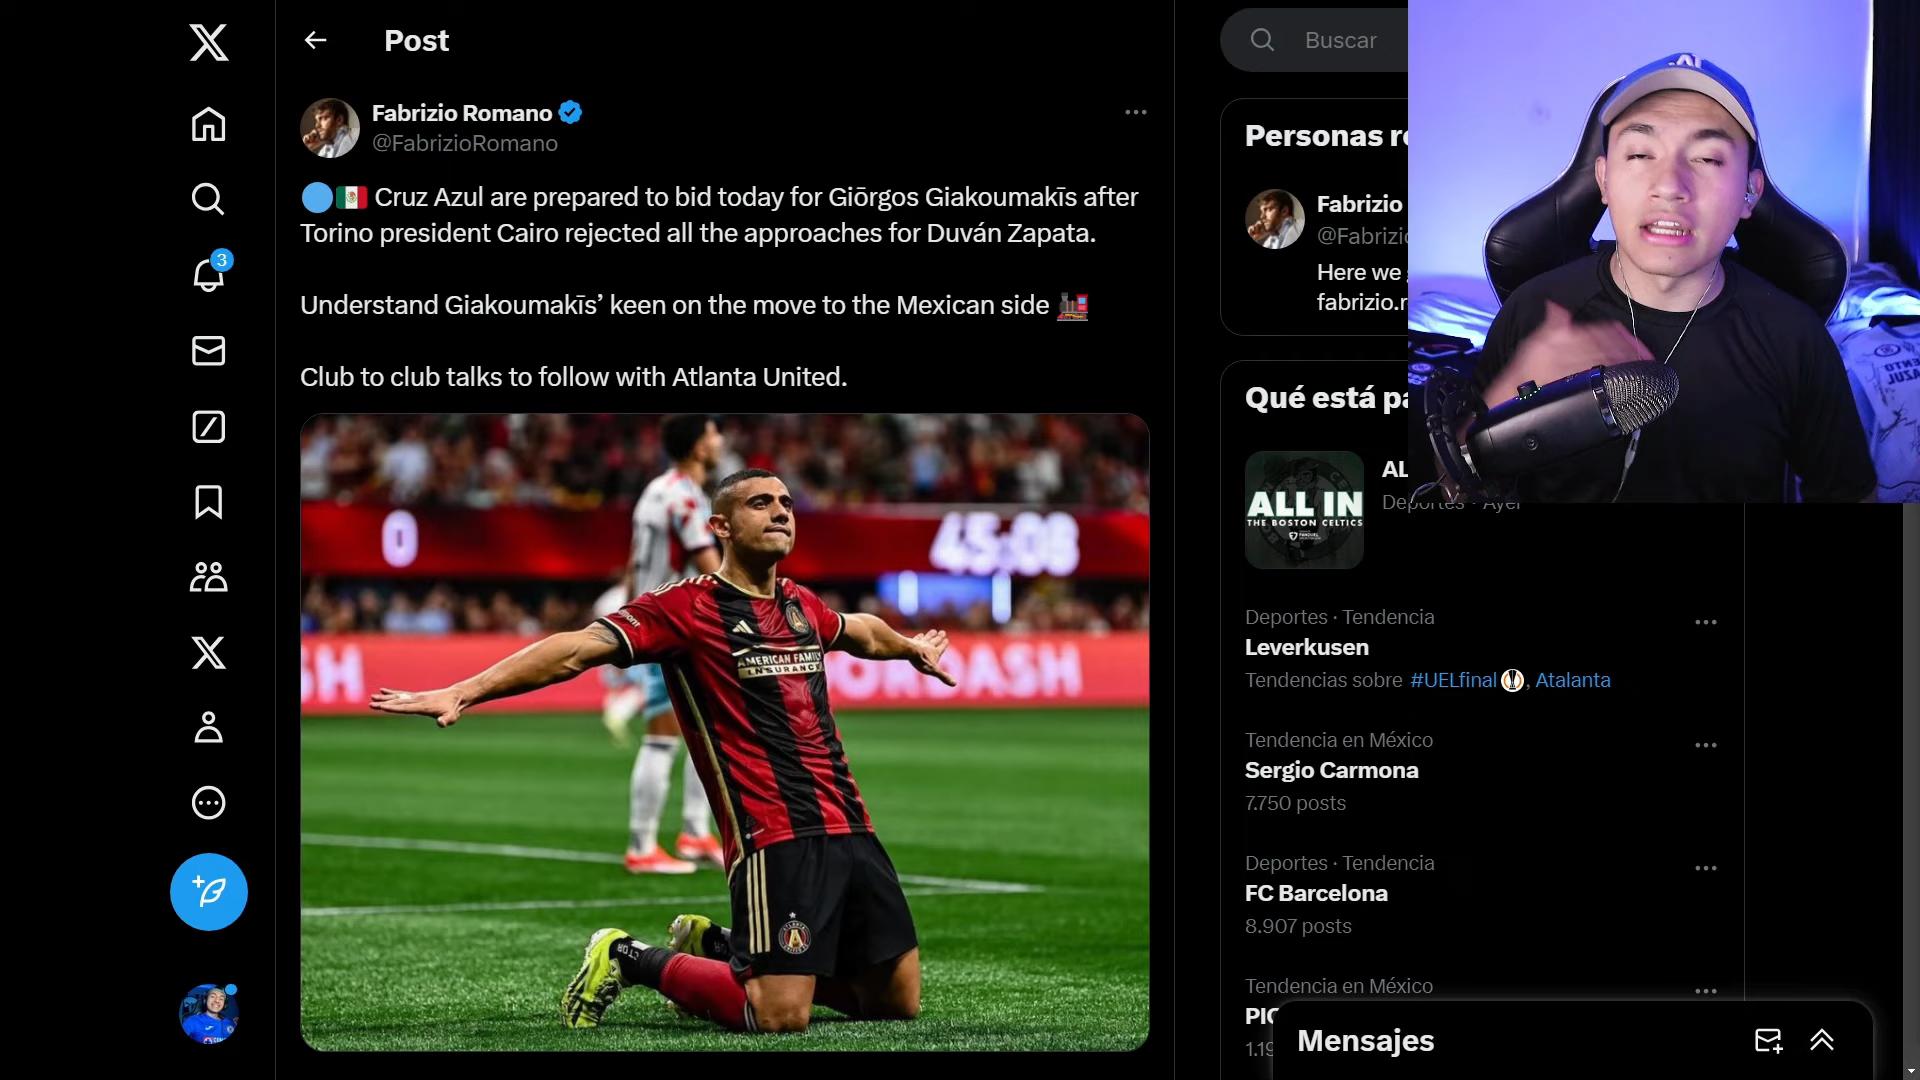 Post
Buscar
Fabrizio Romano
@FabrizioRomano
Cruz Azul are prepared to bid today for Giōrgos Giakoumakīs after
Torino president Cairo rejected all the approaches for Duván Zapata.
Understand Giakoumakīs’ keen on the move to the Mexican side
Club to club talks to follow with Atlanta United.
0
45:08
AMERICAN FAMILY
INSURANCE
3
Personas
Fabrizio
Here we
Qué está
ALL IN
THE BOSTON CELTICS
Deportes · Ayer
Deportes · Tendencia
Leverkusen
Tendencias sobre #UELfinal, Atalanta
Tendencia en México
Sergio Carmona
7.750 posts
Deportes · Tendencia
FC Barcelona
8.907 posts
Tendencia en México
Mensajes